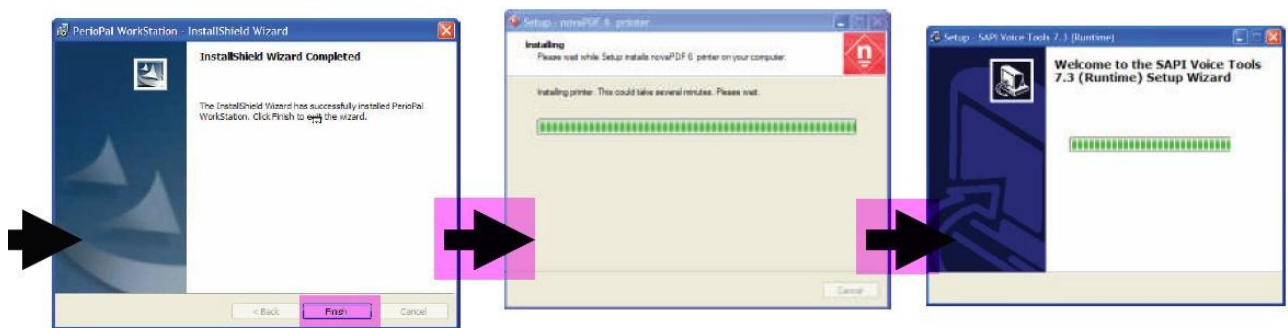 PerioPal WorkStation - InstallShield Wizard
InstallShield Wizard Completed
The InstallShield Wizard has successfully installed PerioPal
WorkStation. Click Finish to exit the wizard.
< Back
Finish
Cancel
Setup - novaPDF 6 printer
Installing
Please wait while Setup installs novaPDF 6 printer on your computer.
n
Installing printer. This could take several minutes. Please wait.
Cancel
Setup - SAPI Voice Tools 7.3 (Runtime)
Welcome to the SAPI Voice Tools
7.3 (Runtime) Setup Wizard